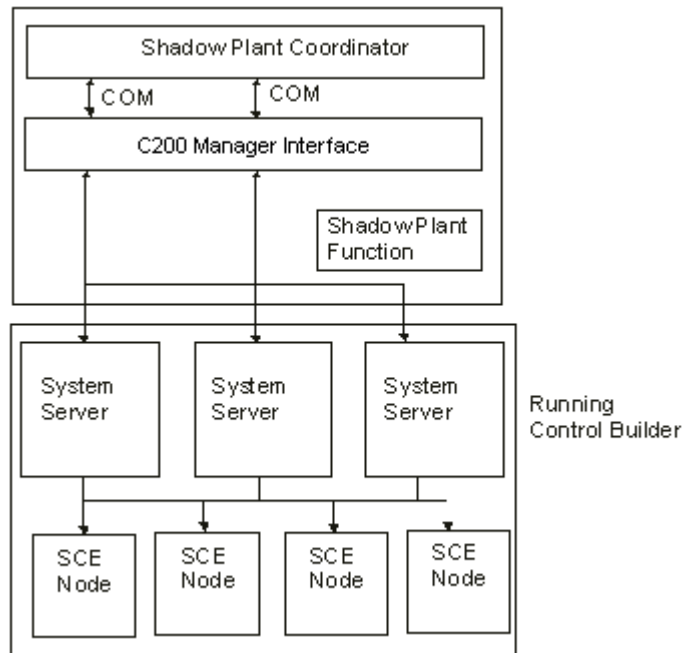 Shadow Plant Coordinator
COM
COM
C200 Manager Interface
Shadow Plant
Function
System
Server
System
Server
System
Server
Running
Control Builder
SCE
Node
SCE
Node
SCE
Node
SCE
Node